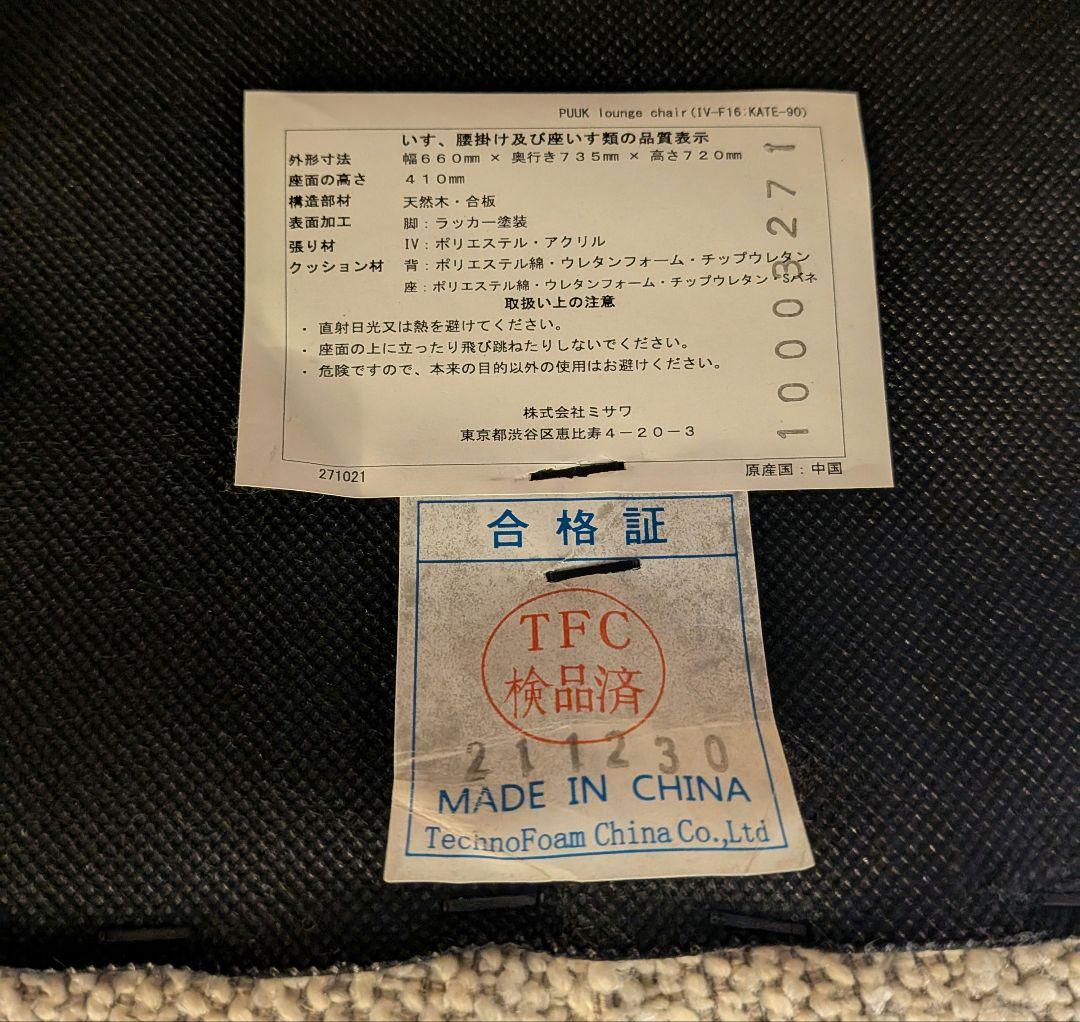 PUUK lounge chair(IV-F16:KATE-90)
いす、腰掛け及び座いす類の品質表示
外形寸法 幅660㎜ × 奥行き735㎜ × 高さ720㎜
座面の高さ 410㎜
構造部材 天然木・合板
表面加工 脚：ラッカー塗装
張り材 IV：ポリエステル・アクリル
クッション材 背：ポリエステル綿・ウレタンフォーム・チップウレタン
座：ポリエステル綿・ウレタンフォーム・チップウレタン・Sバネ
取扱い上の注意
・ 直射日光又は熱を避けてください。
・ 座面の上に立ったり飛び跳ねたりしないでください。
・ 危険ですので、本来の目的以外の使用はお避けください。
株式会社ミサワ
東京都渋谷区恵比寿4－20－3
271021
原産国：中国
10003271
合格証
TFC
検品済
211230
MADE IN CHINA
TechnoFoam China Co.,Ltd